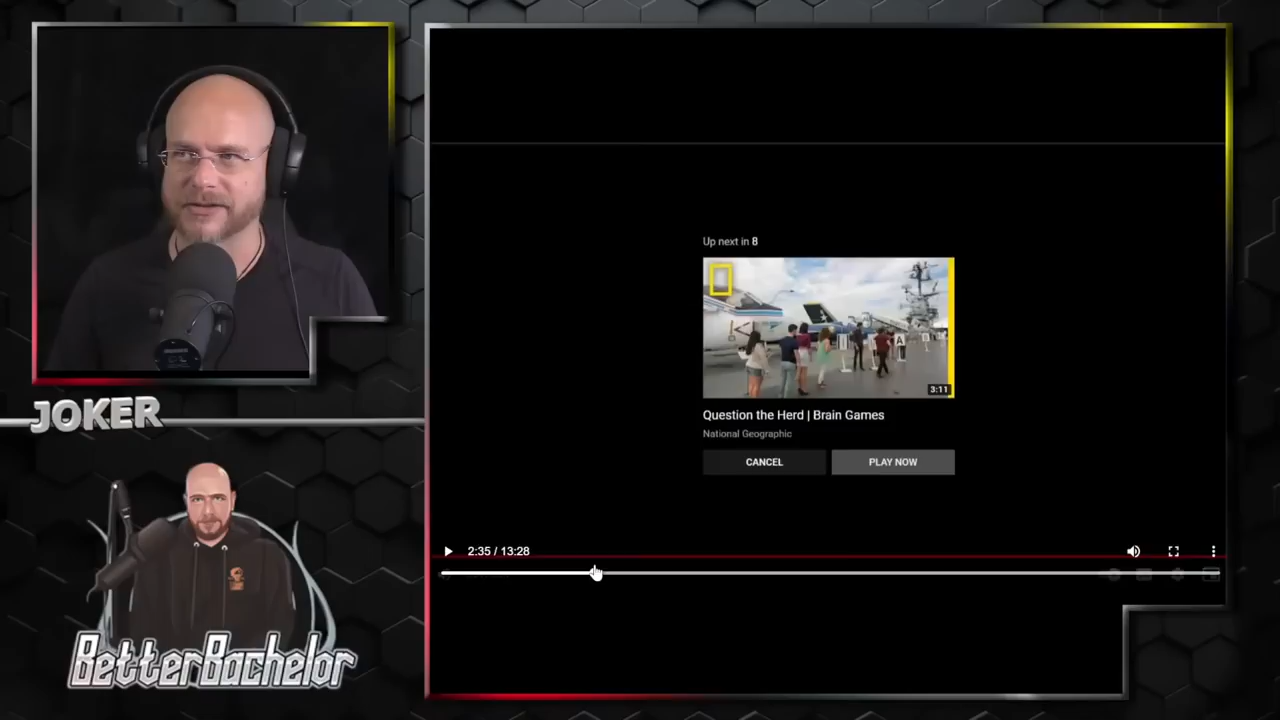 Up next in 8
A
3:11
Question the Herd | Brain Games
National Geographic
CANCEL
PLAY NOW
2:35 / 13:28
JOKER
BetterBachelor